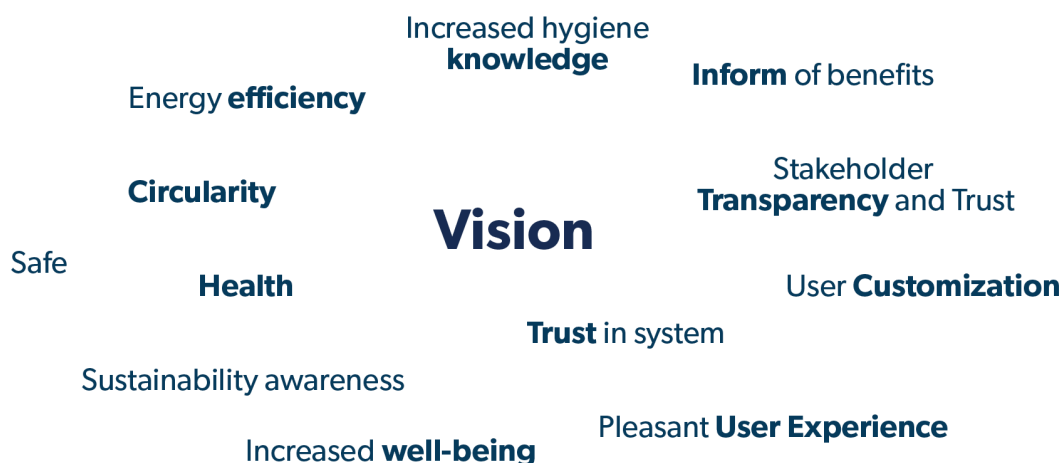 Increased hygiene
knowledge
Inform of benefits
Energy efficiency
Stakeholder
Transparency and Trust
Circularity
Vision
Safe
Health
User Customization
Trust in system
Sustainability awareness
Pleasant User Experience
Increased well-being